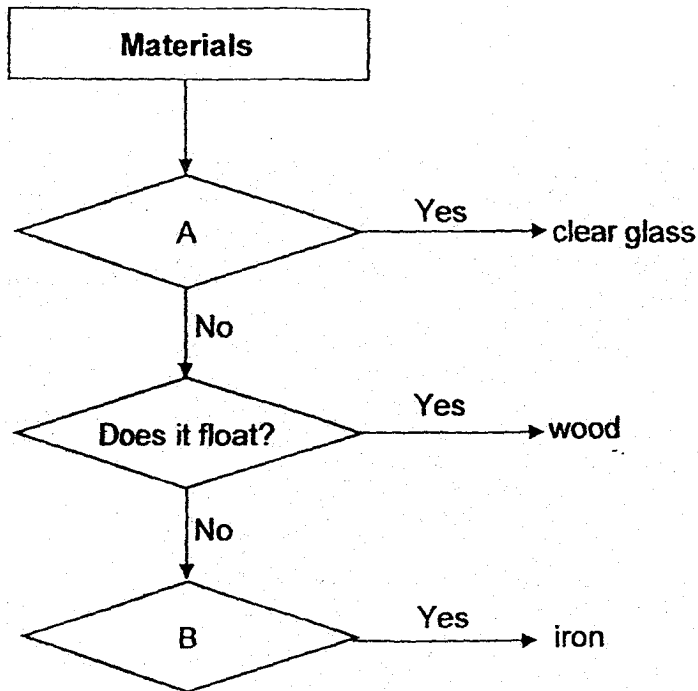 Materials
A
Yes
clear glass
No
Does it float?
Yes
wood
No
B
Yes
iron